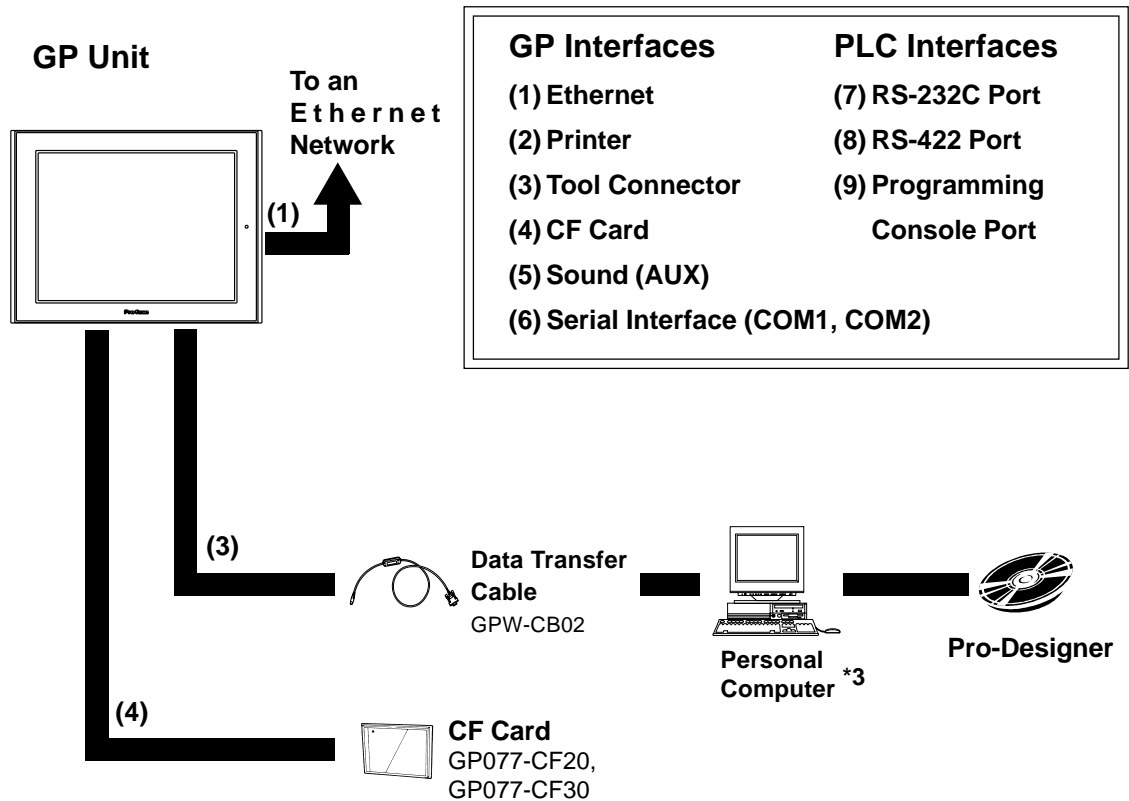 GP Unit
To an
Ethernet
Network
(1)
GP Interfaces
(1) Ethernet
(2) Printer
(3) Tool Connector
(4) CF Card
(5) Sound (AUX)
(6) Serial Interface (COM1, COM2)
PLC Interfaces
(7) RS-232C Port
(8) RS-422 Port
(9) Programming
Console Port
(3)
Data Transfer
Cable
GPW-CB02
Personal
Computer *3
Pro-Designer
(4)
CF Card
GP077-CF20,
GP077-CF30